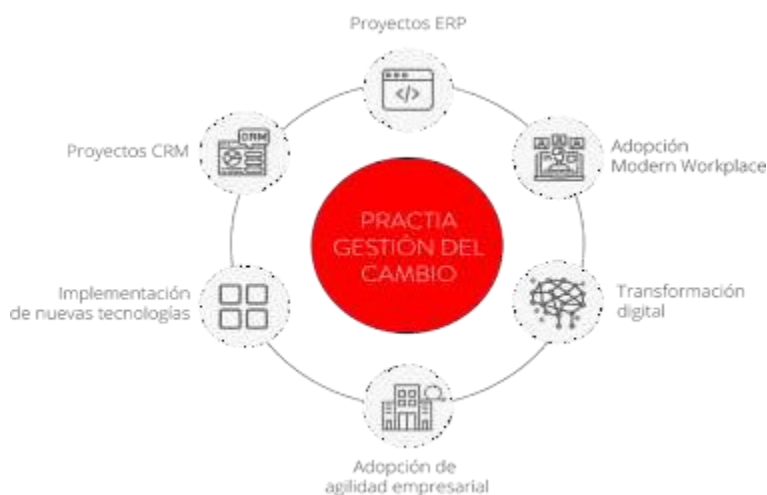 Proyectos ERP
Adopción
Modern Workplace
Transformación
digital
Adopción de
agilidad empresarial
Implementación
de nuevas tecnologías
Proyectos CRM
CRM
</>
PRACTIA
GESTIÓN DEL
CAMBIO